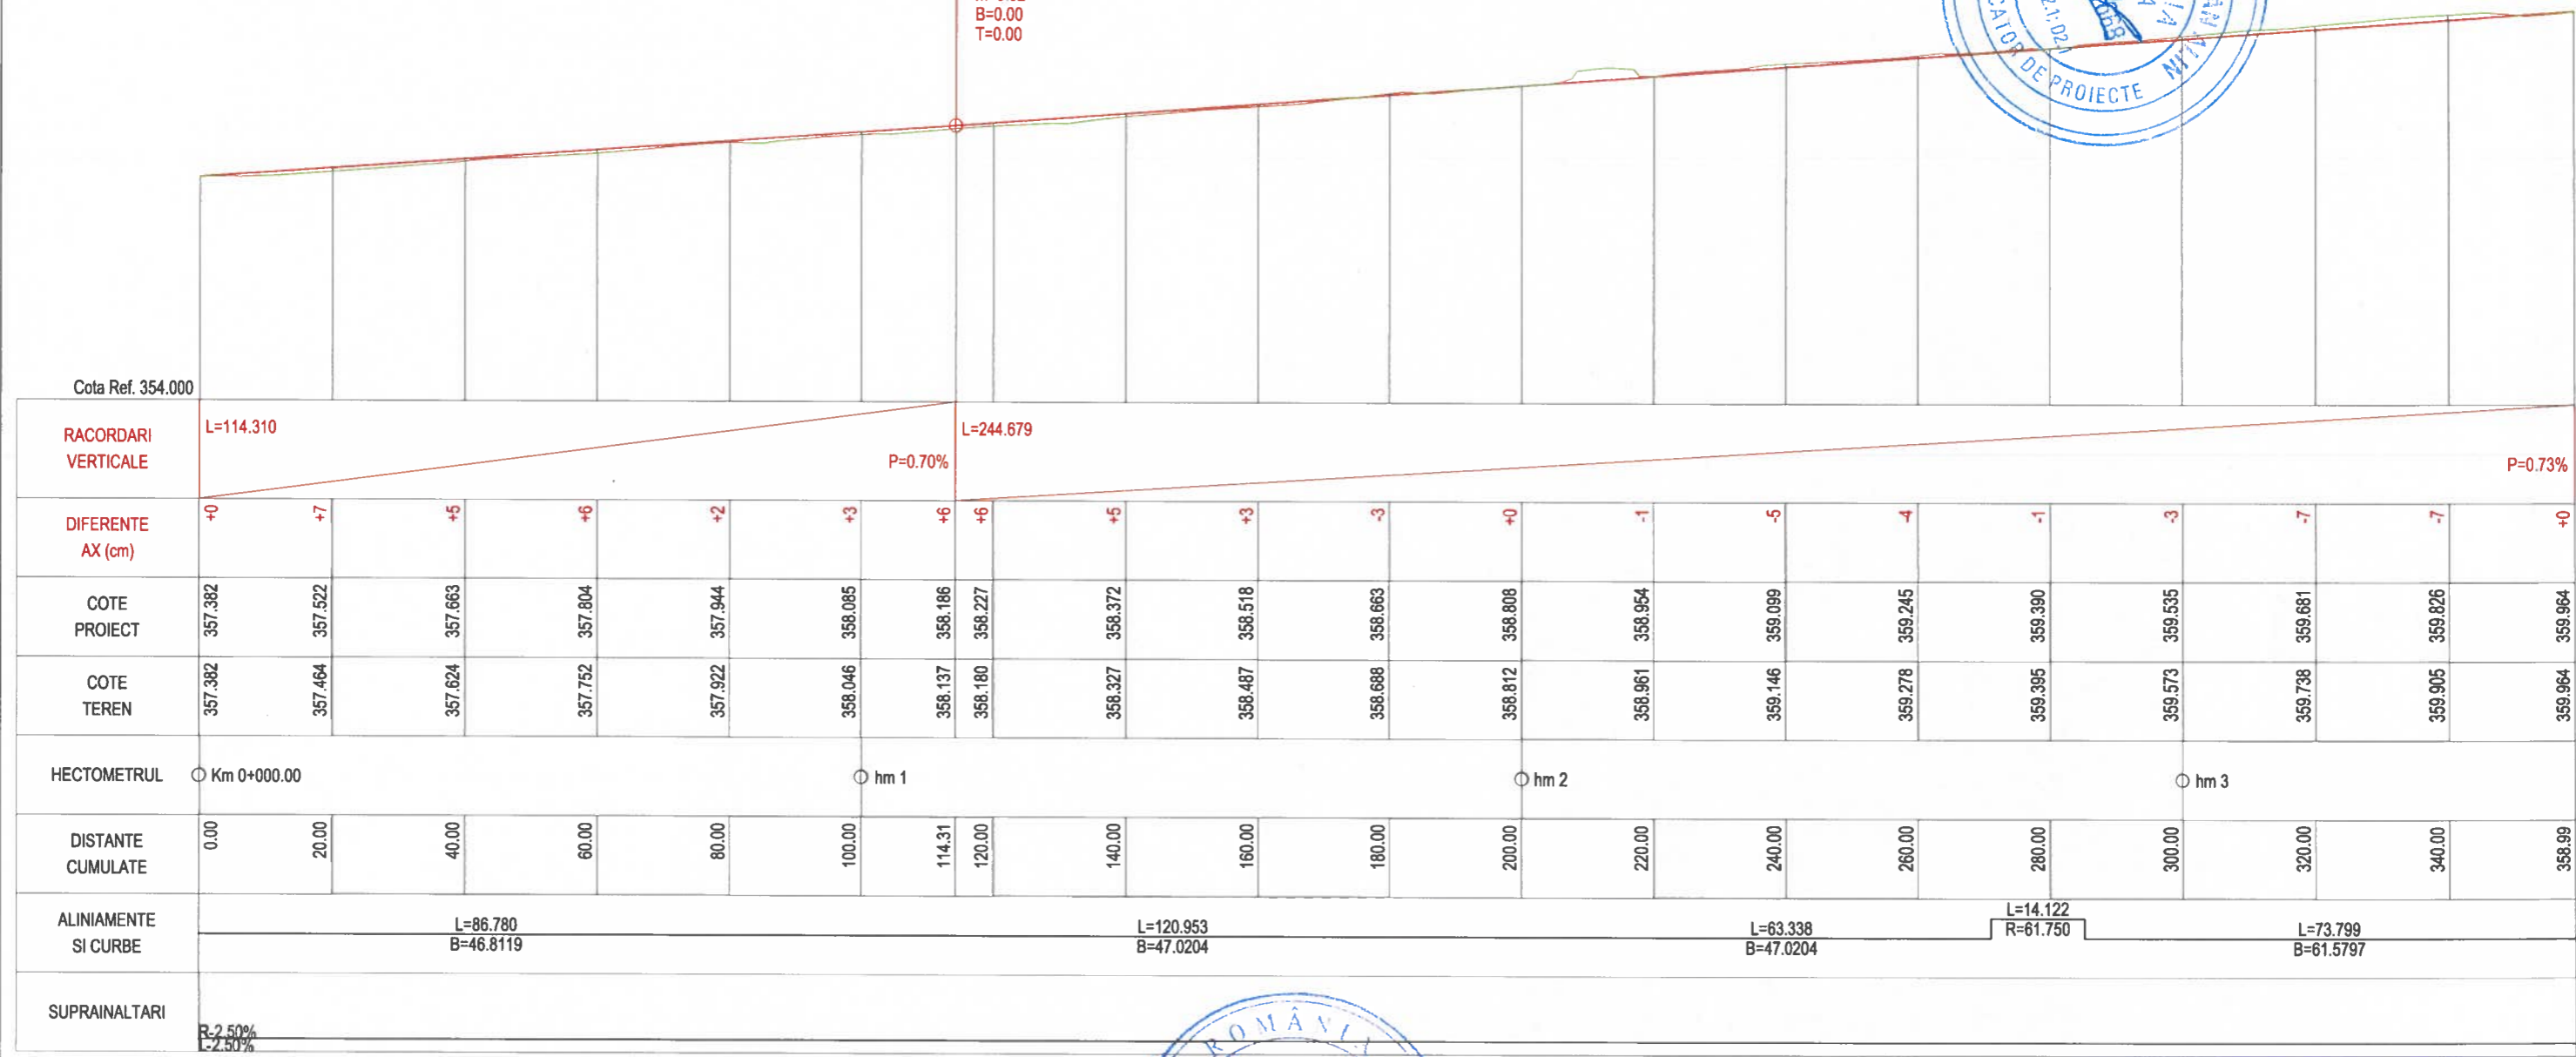 B=0.00
T=0.00
CATOR DE PROIECTE
Cota Ref. 354.000
RACORDARI
VERTICALE
L=114.310
P=0.70%
L=244.679
P=0.73%
DIFERENTE
AX (cm)
+0 +7 +5 +6 +2 +3 +6 +6 +5 +3 -3 +0 -1 -5 -4 -1 -3 -7 -7 +0
COTE
PROIECT
357.382 357.522 357.663 357.804 357.944 358.085 358.186 358.227 358.372 358.518 358.663 358.808 358.954 359.099 359.245 359.390 359.535 359.681 359.826 359.964
COTE
TEREN
357.382 357.464 357.624 357.752 357.922 358.046 358.137 358.180 358.327 358.487 358.688 358.812 358.961 359.146 359.278 359.395 359.573 359.738 359.905 359.964
HECTOMETRUL
Km 0+000.00
hm 1
hm 2
hm 3
DISTANTE
CUMULATE
0.00 20.00 40.00 60.00 80.00 100.00 114.31 120.00 140.00 160.00 180.00 200.00 220.00 240.00 260.00 280.00 300.00 320.00 340.00 358.99
ALINIAMENTE
SI CURBE
L=86.780
B=46.8119
L=120.953
B=47.0204
L=63.338
B=47.0204
L=14.122
R=61.750
L=73.799
B=61.5797
SUPRAINALTARI
R-2.50%
L-2.50%
ROMÂNIA